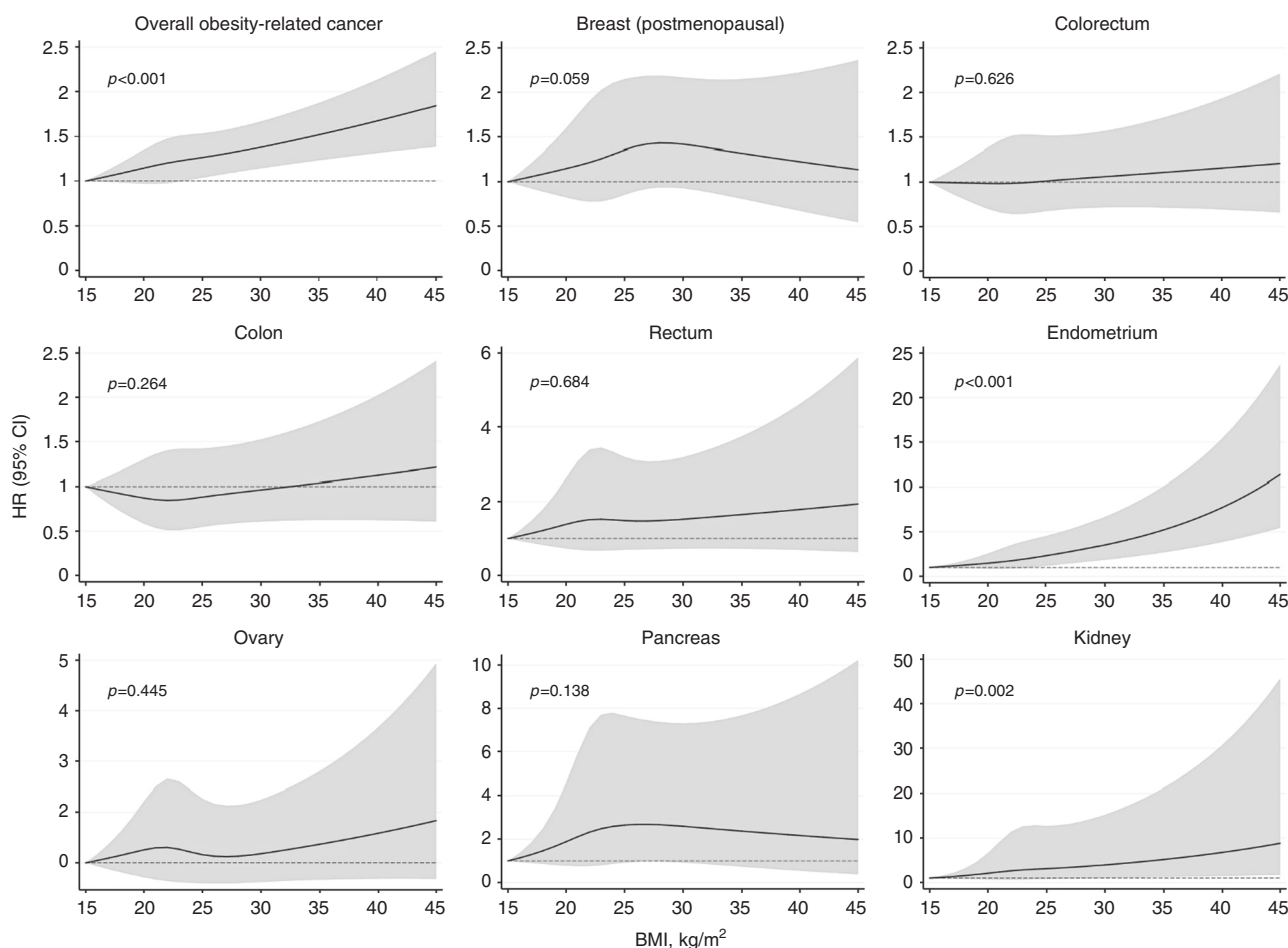 Overall obesity-related cancer
Breast (postmenopausal)
Colorectum
2.5
2
1.5
1
0.5
0
p<0.001
15 20 25 30 35 40 45
2.5
2
1.5
1
0.5
0
p=0.059
15 20 25 30 35 40 45
2.5
2
1.5
1
0.5
0
p=0.626
15 20 25 30 35 40 45
Colon
Rectum
Endometrium
HR (95% CI)
2.5
2
1.5
1
0.5
0
p=0.264
15 20 25 30 35 40 45
6
4
2
0
p=0.684
15 20 25 30 35 40 45
25
20
15
10
5
0
p<0.001
15 20 25 30 35 40 45
Ovary
Pancreas
Kidney
5
4
3
2
0
p=0.445
15 20 25 30 35 40 45
10
8
6
4
2
0
p=0.138
15 20 25 30 35 40 45
50
40
30
20
10
0
p=0.002
15 20 25 30 35 40 45
BMI, kg/m²